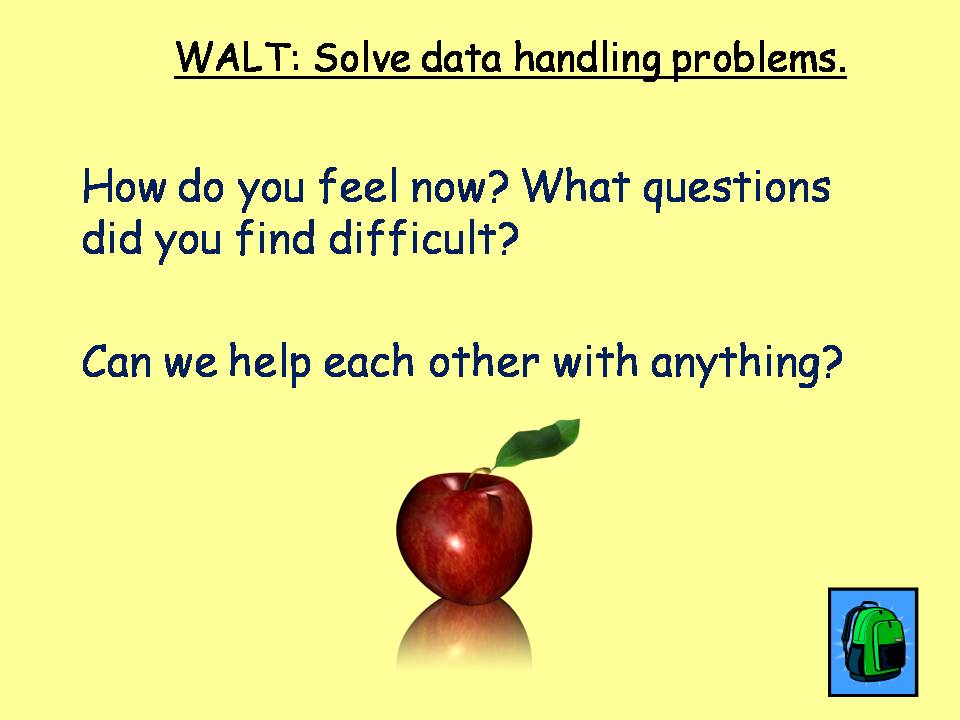 WALT: Solve data handling problems.
How do you feel now? What questions
did you find difficult?
Can we help each other with anything?